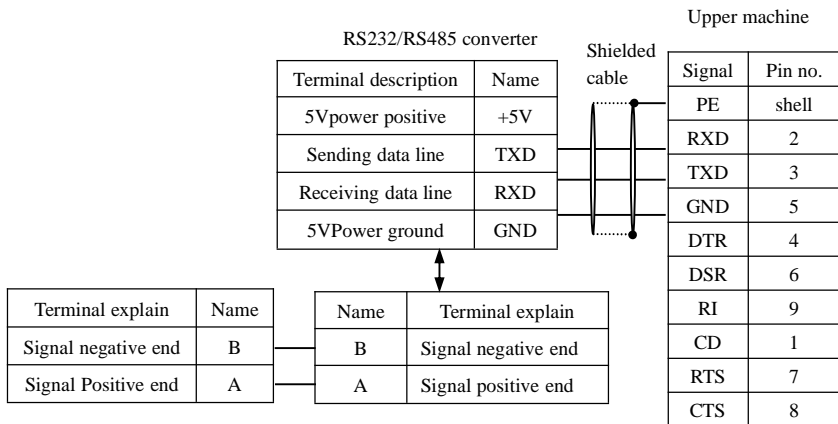 Upper machine
RS232/RS485 converter
Shielded
cable
Terminal description Name
5Vpower positive +5V
Sending data line TXD
Receiving data line RXD
5VPower ground GND
Signal Pin no.
PE shell
RXD 2
TXD 3
GND 5
DTR 4
DSR 6
RI 9
CD 1
RTS 7
CTS 8
Terminal explain Name
Signal negative end B
Signal Positive end A
Name Terminal explain
B Signal negative end
A Signal positive end